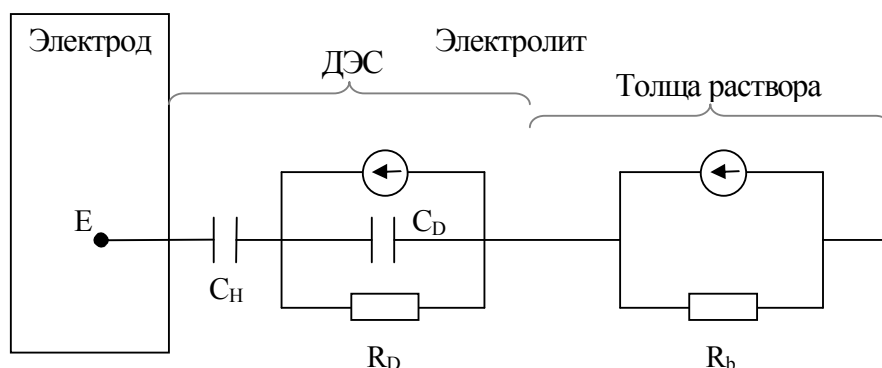 Электрод
Электролит
ДЭС
Толща раствора
E
C_D
C_H
R_D
R_b